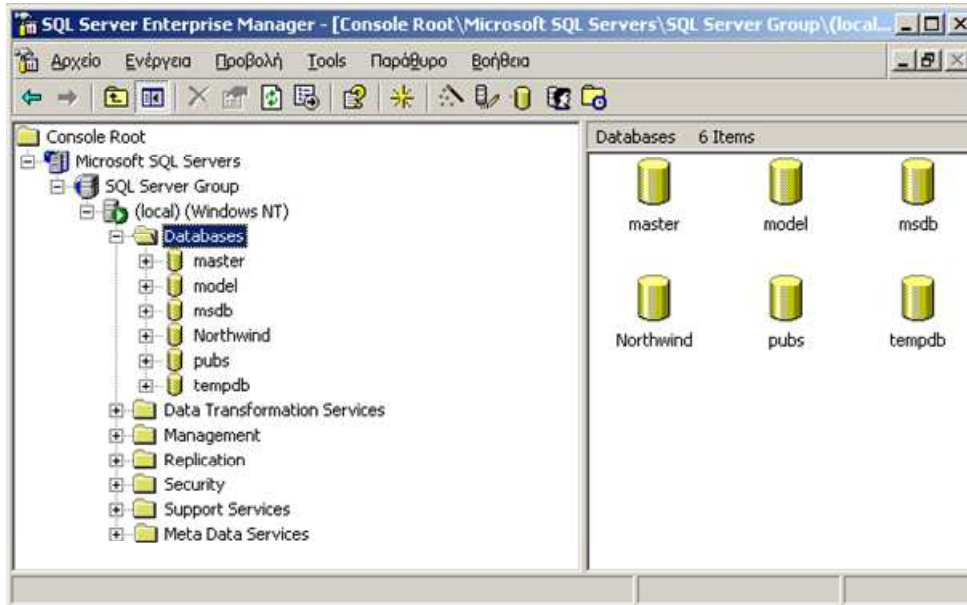 SQL Server Enterprise Manager - [Console Root\Microsoft SQL Servers\SQL Server Group\(local...
Αρχείο Ενέργεια Προβολή Tools Παράθυρο Βοήθεια
Console Root
Microsoft SQL Servers
SQL Server Group
(local) (Windows NT)
Databases
master
model
msdb
Northwind
pubs
tempdb
Data Transformation Services
Management
Replication
Security
Support Services
Meta Data Services
Databases 6 Items
master model msdb
Northwind pubs tempdb